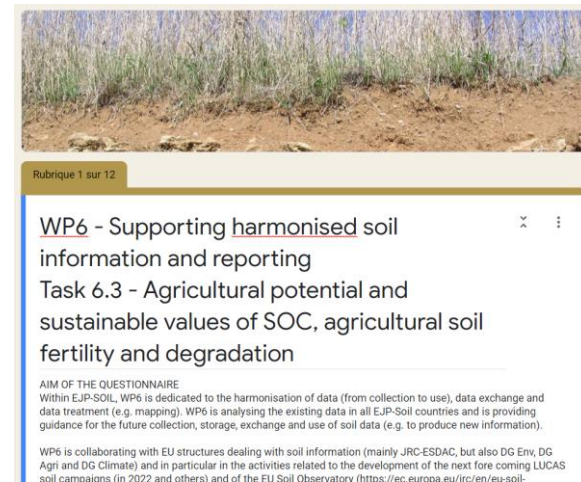 Rubrique 1 sur 12
WP6 - Supporting harmonised soil
information and reporting
Task 6.3 - Agricultural potential and
sustainable values of SOC, agricultural soil
fertility and degradation
AIM OF THE QUESTIONNAIRE
Within EJP-SOIL, WP6 is dedicated to the harmonisation of data (from collection to use), data exchange and
data treatment (e.g. mapping). WP6 is analysing the existing data in all EJP-Soil countries and is providing
guidance for the future collection, storage, exchange and use of soil data (e.g. to produce new information).
WP6 is collaborating with EU structures dealing with soil information (mainly JRC-ESDAC, but also DG Env, DG
Agri and DG Climate) and in particular in the activities related to the development of the next fore coming LUCAS
soil campaigns (in 2022 and others) and of the EU Soil Observatory (https://ec.europa.eu/jrc/en/eu-soil-